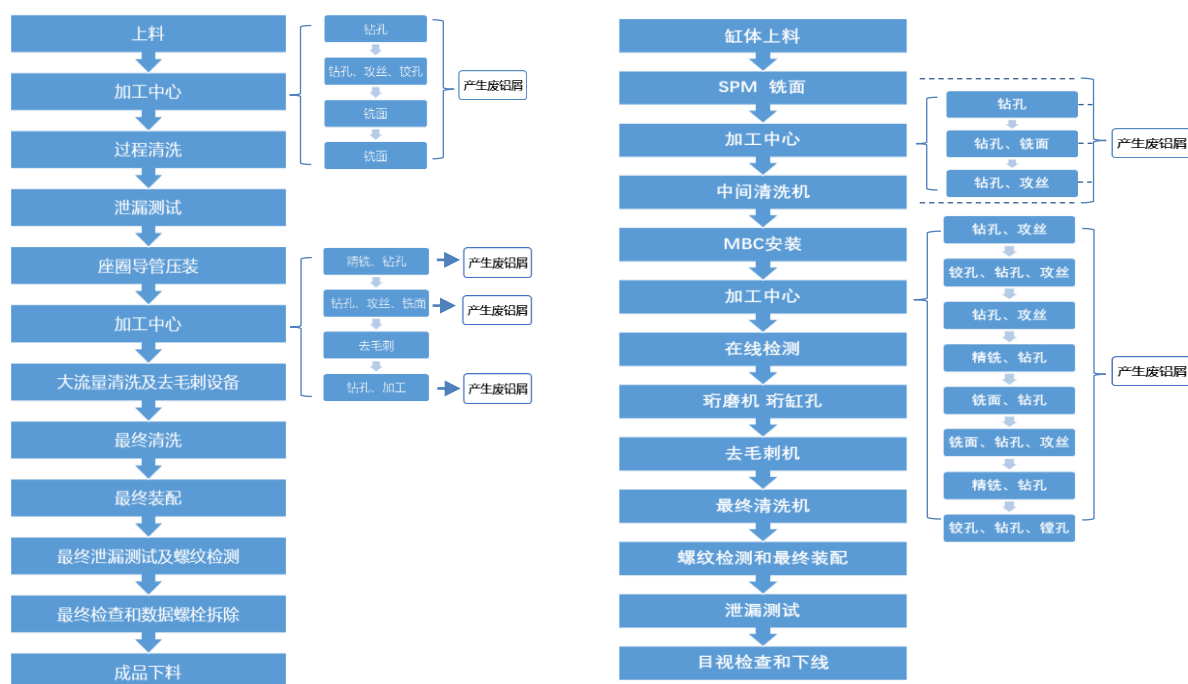 上料
加工中心
过程清洗
泄漏测试
座圈导管压装
加工中心
大流量清洗及去毛刺设备
最终清洗
最终装配
最终泄漏测试及螺纹检测
最终检查和数据螺栓拆除
成品下料
钻孔
钻孔、攻丝、铰孔
铣面
铣面
产生废铝屑
精铣、钻孔
产生废铝屑
钻孔、攻丝、铣面
产生废铝屑
去毛刺
钻孔、加工
产生废铝屑
缸体上料
SPM 铣面
加工中心
中间清洗机
MBC安装
加工中心
在线检测
珩磨机 珩缸孔
去毛刺机
最终清洗机
螺纹检测和最终装配
泄漏测试
目视检查和下线
钻孔
钻孔、铣面
钻孔、攻丝
产生废铝屑
钻孔、攻丝
铰孔、钻孔、攻丝
钻孔、攻丝
精铣、钻孔
铣面、钻孔
铣面、钻孔、攻丝
精铣、钻孔
铰孔、钻孔、镗孔
产生废铝屑